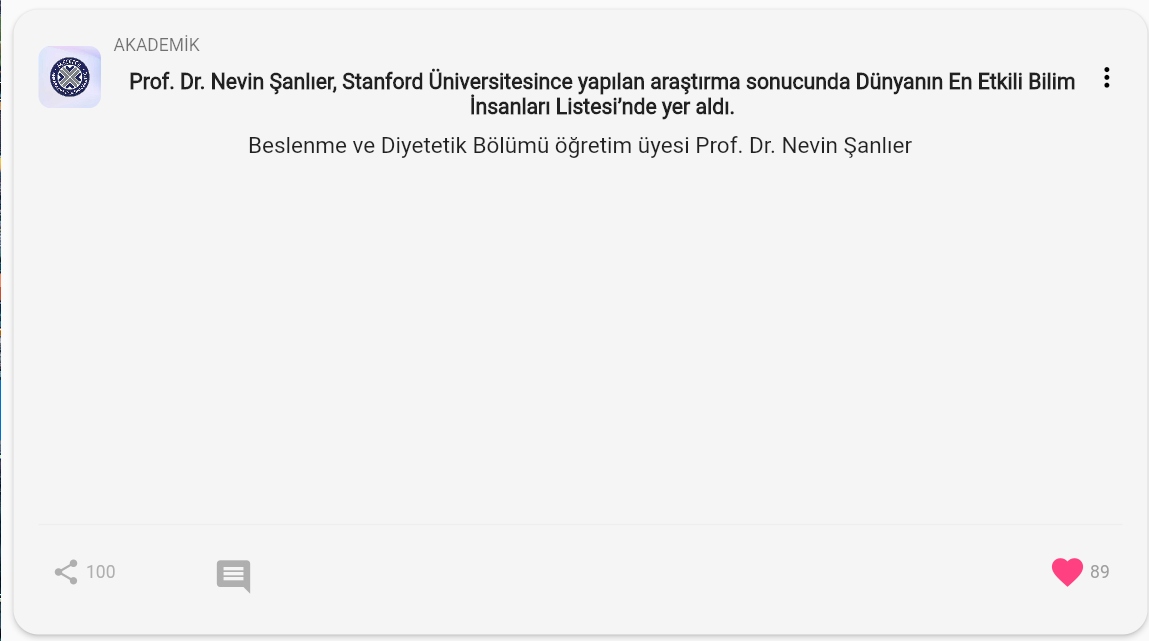 AKADEMİK
Prof. Dr. Nevin Şanlıer, Stanford Üniversitesince yapılan araştırma sonucunda Dünyanın En Etkili Bilim
İnsanları Listesi’nde yer aldı.
Beslenme ve Diyetetik Bölümü öğretim üyesi Prof. Dr. Nevin Şanlıer
100
89